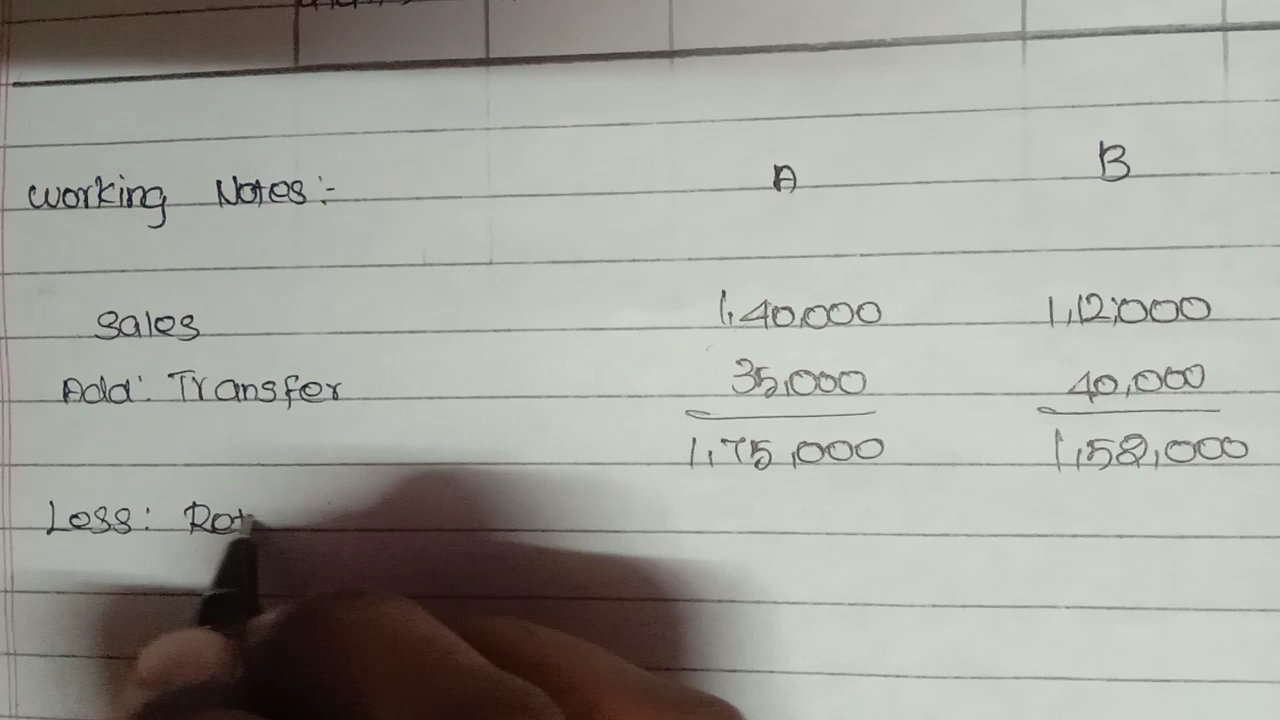 Working Notes:- A B
Sales 1,40,000 1,12,000
Add: Transfer 35,000 40,000
1,75,000 1,52,000
Less: Ret